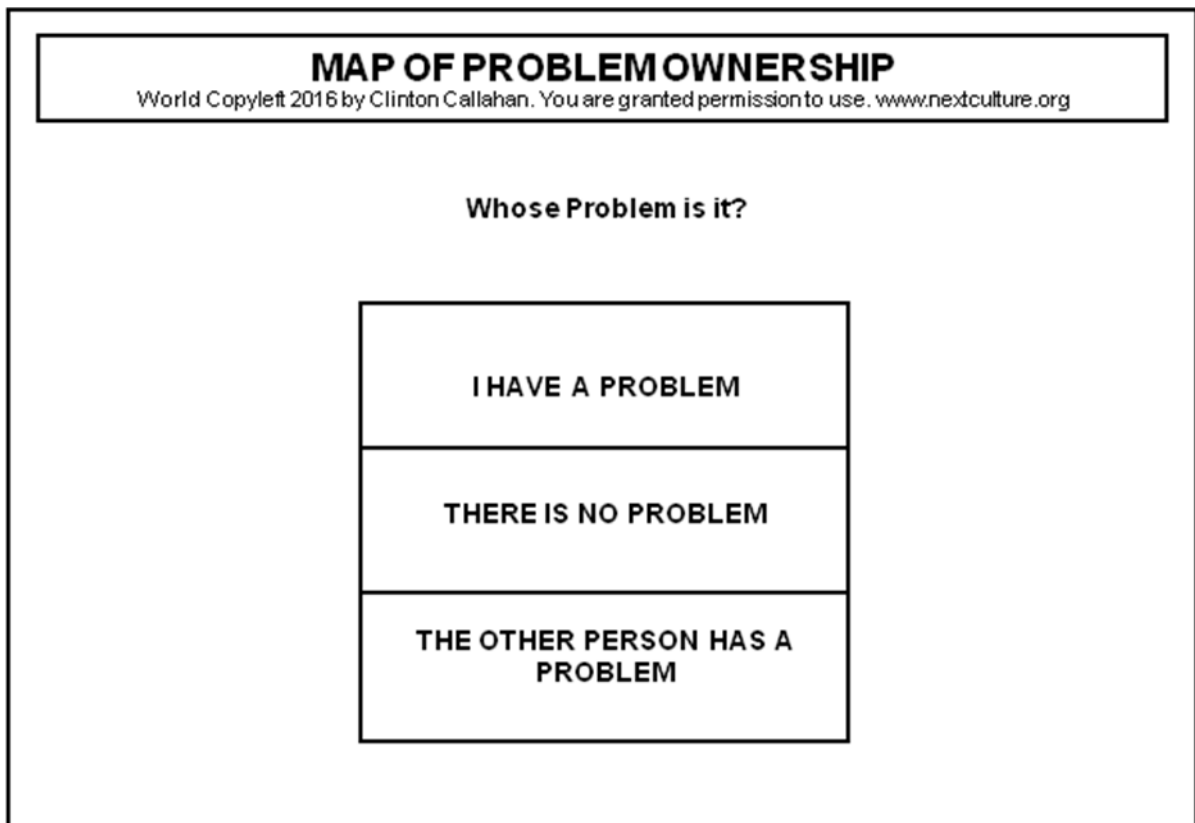 MAP OF PROBLEM OWNERSHIP
World Copyleft 2016 by Clinton Callahan. You are granted permission to use. www.nextculture.org
Whose Problem is it?
I HAVE A PROBLEM
THERE IS NO PROBLEM
THE OTHER PERSON HAS A
PROBLEM